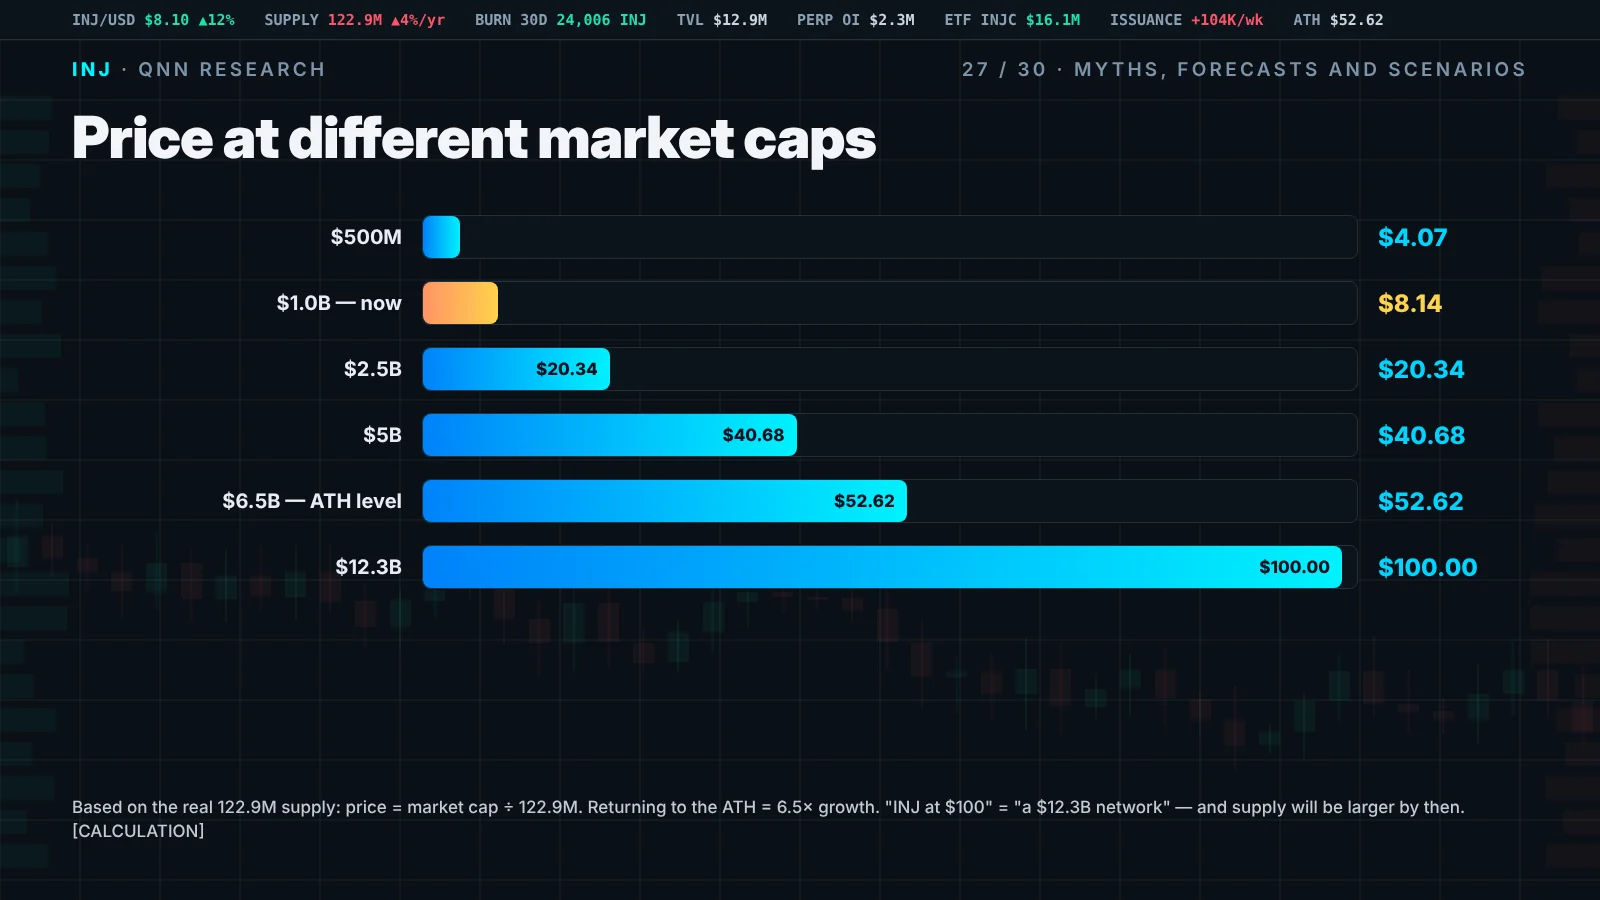 INJ/USD $8.10 ▲12% SUPPLY 122.9M ▲4%/yr BURN 30D 24,006 INJ TVL $12.9M PERP OI $2.3M ETF INJC $16.1M ISSUANCE +104K/wk ATH $52.62
INJ · QNN RESEARCH
27 / 30 · MYTHS, FORECASTS AND SCENARIOS
Price at different market caps
$500M $4.07
$1.0B — now $8.14
$2.5B $20.34 $20.34
$5B $40.68 $40.68
$6.5B — ATH level $52.62 $52.62
$12.3B $100.00 $100.00
Based on the real 122.9M supply: price = market cap ÷ 122.9M. Returning to the ATH = 6.5× growth. "INJ at $100" = "a $12.3B network" — and supply will be larger by then.
[CALCULATION]